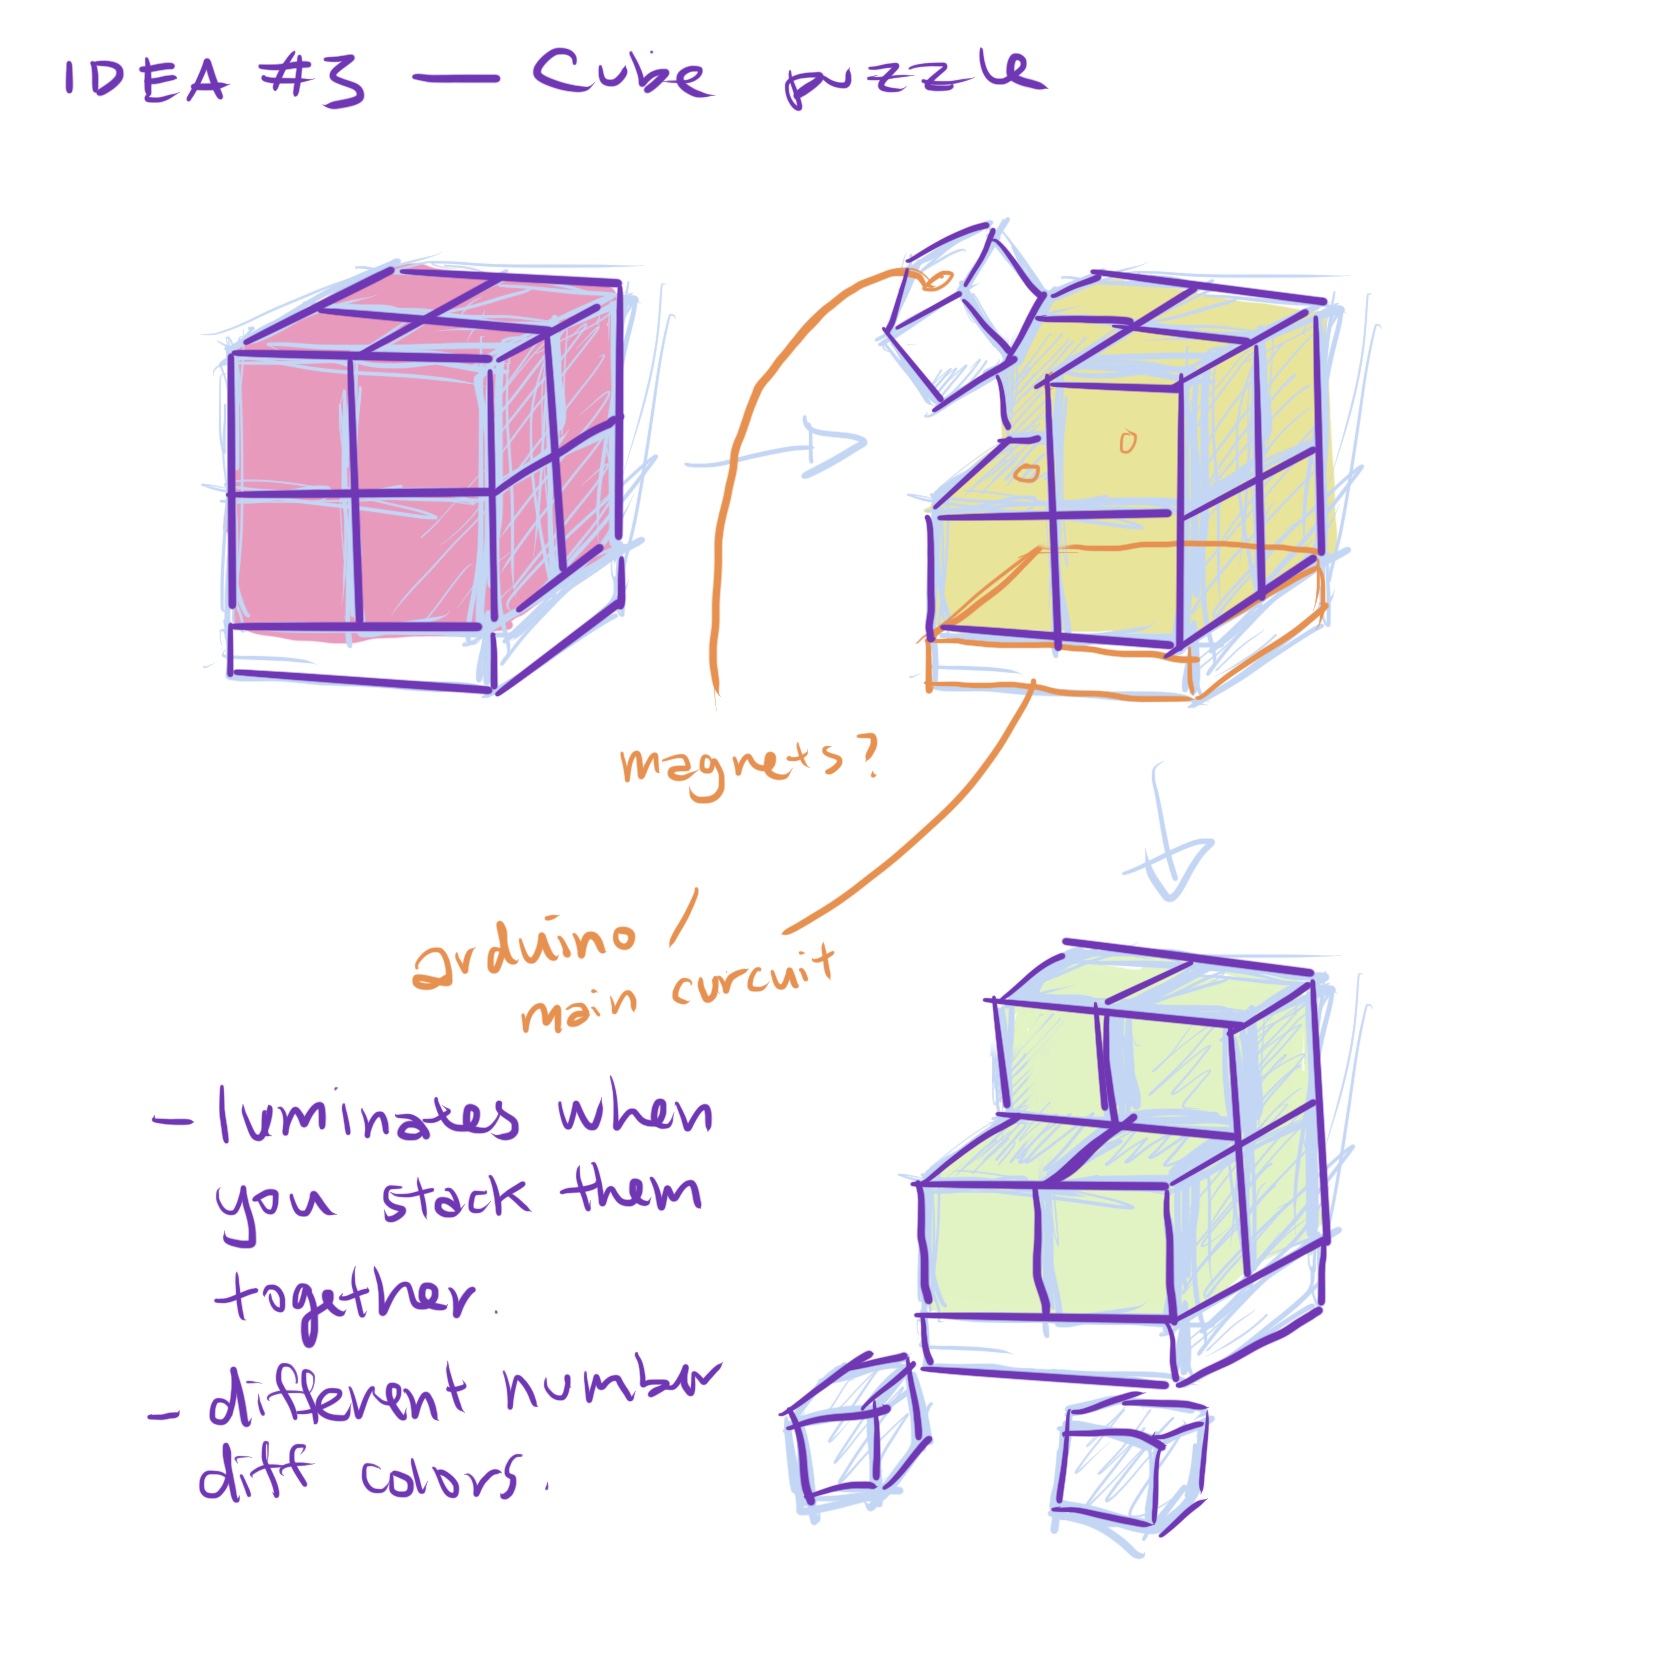 IDEA #3 — Cube puzzle
magnets?
arduino /
main curcuit
- luminates when
you stack them
together.
- different number
diff colors.